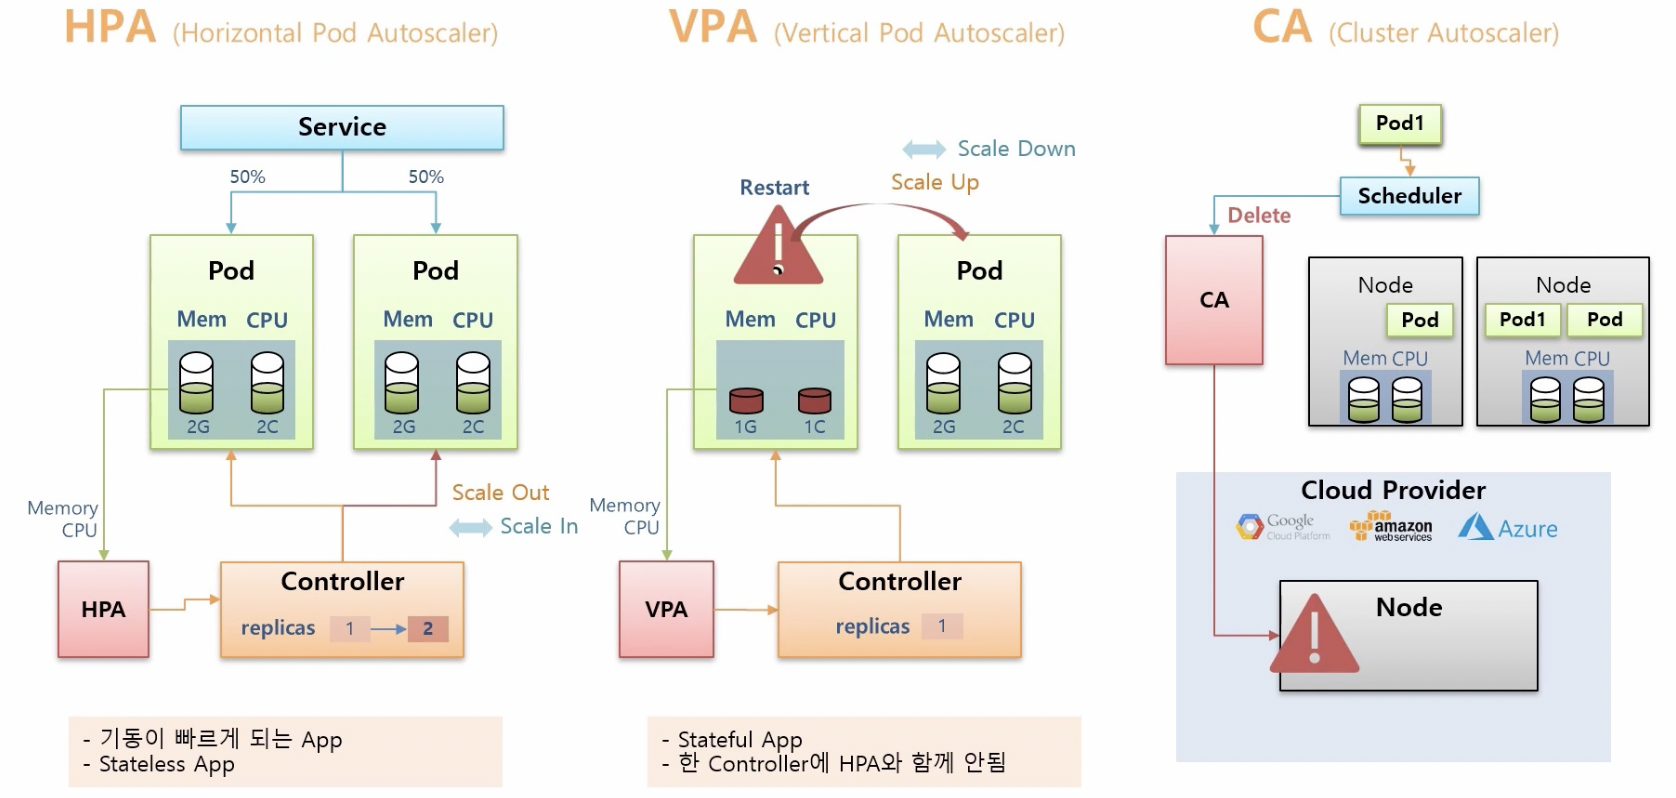 HPA (Horizontal Pod Autoscaler)
Service
50% 50%
Pod Pod
Mem CPU Mem CPU
2G 2C 2G 2C
Memory
CPU
Scale Out
Scale In
HPA
Controller
replicas 1 2
- 기동이 빠르게 되는 App
- Stateless App
VPA (Vertical Pod Autoscaler)
Scale Down
Scale Up
Restart
Pod
Mem CPU Mem CPU
1G 1C 2G 2C
Memory
CPU
VPA
Controller
replicas 1
- Stateful App
- 한 Controller에 HPA와 함께 안됨
CA (Cluster Autoscaler)
Pod1
Scheduler
Delete
CA
Node Node
Pod Pod1 Pod
Mem CPU Mem CPU
Cloud Provider
Google
Cloud Platform
amazon
webservices
Azure
Node